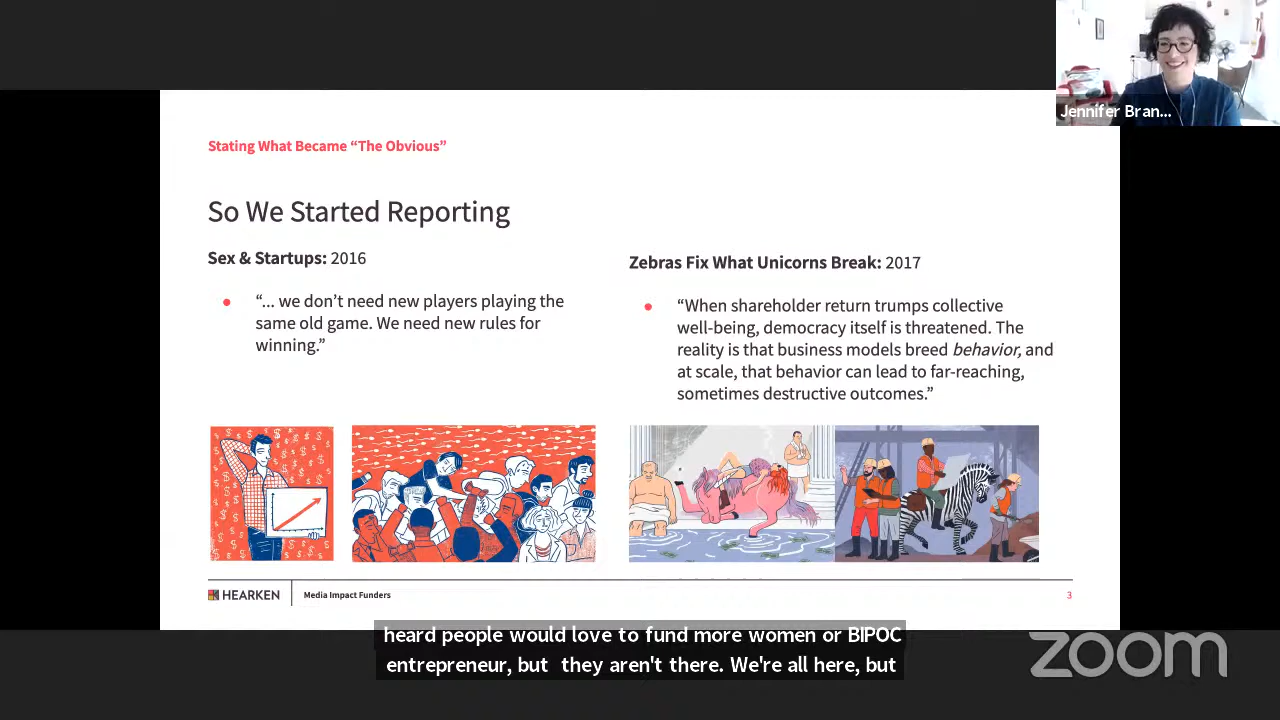 Jennifer Bran...
Stating What Became “The Obvious”
So We Started Reporting
Sex & Startups: 2016
“... we don’t need new players playing the
same old game. We need new rules for
winning.”
Zebras Fix What Unicorns Break: 2017
“When shareholder return trumps collective
well-being, democracy itself is threatened. The
reality is that business models breed behavior, and
at scale, that behavior can lead to far-reaching,
sometimes destructive outcomes.”
HEARKEN
Media Impact Funders
3
heard people would love to fund more women or BIPOC
entrepreneur, but they aren't there. We're all here, but
zoom